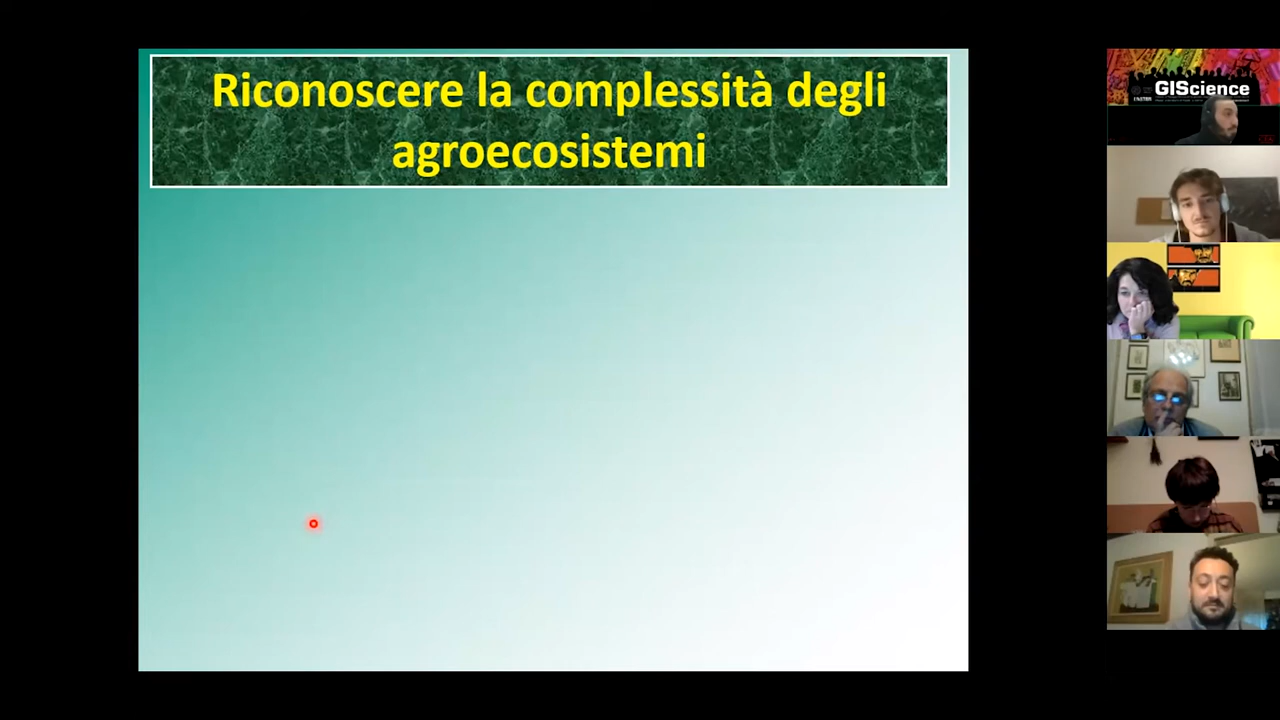 Riconoscere la complessità degli
agroecosistemi
GIScience